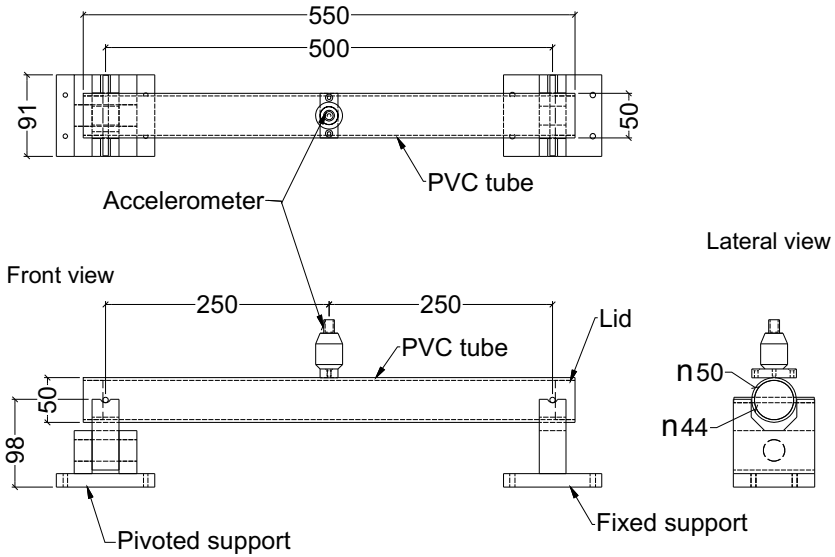 550
500
91
50
PVC tube
Accelerometer
Lateral view
Front view
250
250
Lid
PVC tube
n50
50
n44
98
Fixed support
Pivoted support